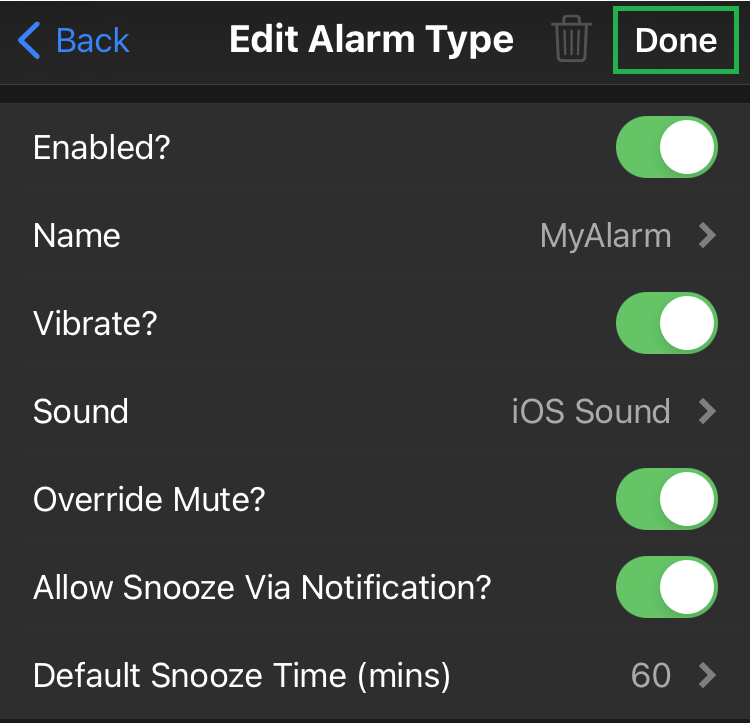 Back Edit Alarm Type Done
Enabled?
Name MyAlarm
Vibrate?
Sound iOS Sound
Override Mute?
Allow Snooze Via Notification?
Default Snooze Time (mins) 60